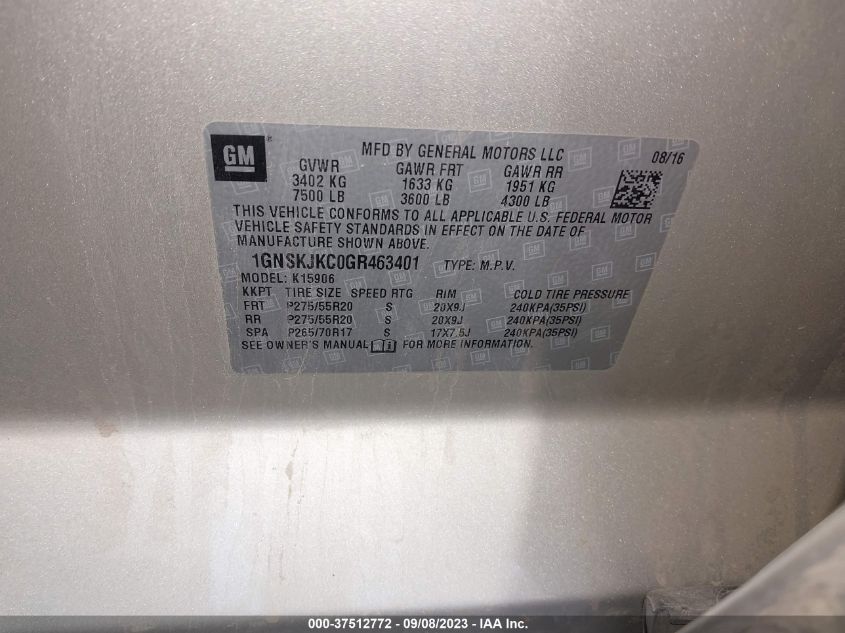 GM
MFD BY GENERAL MOTORS LLC 08/16
GVWR GAWR FRT GAWR RR
3402 KG 1633 KG 1951 KG
7500 LB 3600 LB 4300 LB
THIS VEHICLE CONFORMS TO ALL APPLICABLE U.S. FEDERAL MOTOR
VEHICLE SAFETY STANDARDS IN EFFECT ON THE DATE OF
MANUFACTURE SHOWN ABOVE.
1GNSKJKC0GR463401 TYPE: M.P.V.
MODEL: K15906
KKPT TIRE SIZE SPEED RTG RIM COLD TIRE PRESSURE
FRT P275/55R20 S 20X9J 240KPA(35PSI)
RR P275/55R20 S 20X9J 240KPA(35PSI)
SPA P265/70R17 S 17X7.5J 240KPA(35PSI)
SEE OWNER'S MANUAL FOR MORE INFORMATION.
000-37512772 - 09/08/2023 - IAA Inc.